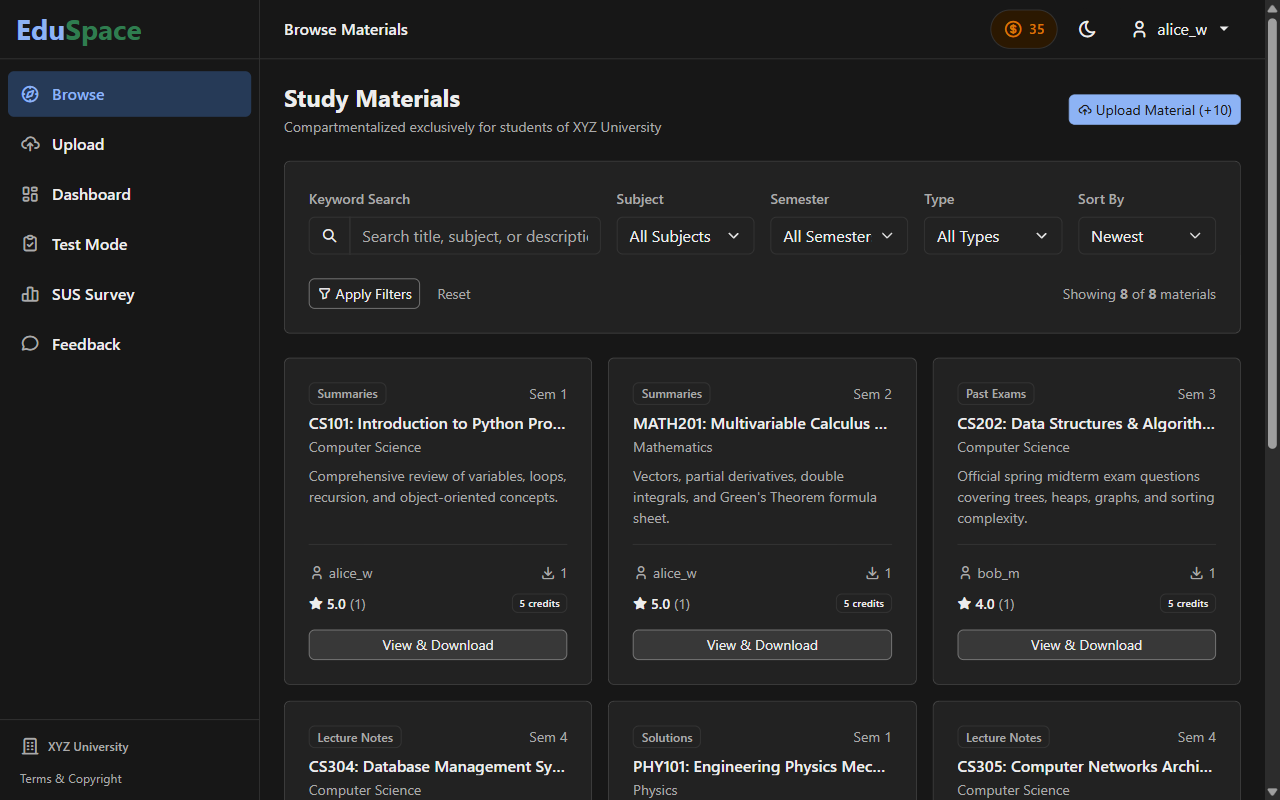 EduSpace
Browse Materials
35
alice_w
Browse
Upload
Dashboard
Test Mode
SUS Survey
Feedback
XYZ University
Terms & Copyright
Study Materials
Compartmentalized exclusively for students of XYZ University
Upload Material (+10)
Keyword Search
Subject
Semester
Type
Sort By
Search title, subject, or descripti
All Subjects
All Semester
All Types
Newest
Apply Filters
Reset
Showing 8 of 8 materials
Summaries
Sem 1
CS101: Introduction to Python Pro...
Computer Science
Comprehensive review of variables, loops,
recursion, and object-oriented concepts.
alice_w
1
5.0 (1)
5 credits
View & Download
Summaries
Sem 2
MATH201: Multivariable Calculus ...
Mathematics
Vectors, partial derivatives, double
integrals, and Green's Theorem formula
sheet.
alice_w
1
5.0 (1)
5 credits
View & Download
Past Exams
Sem 3
CS202: Data Structures & Algorith...
Computer Science
Official spring midterm exam questions
covering trees, heaps, graphs, and sorting
complexity.
bob_m
1
4.0 (1)
5 credits
View & Download
Lecture Notes
Sem 4
CS304: Database Management Sy...
Computer Science
Solutions
Sem 1
PHY101: Engineering Physics Mec...
Physics
Lecture Notes
Sem 4
CS305: Computer Networks Archi...
Computer Science